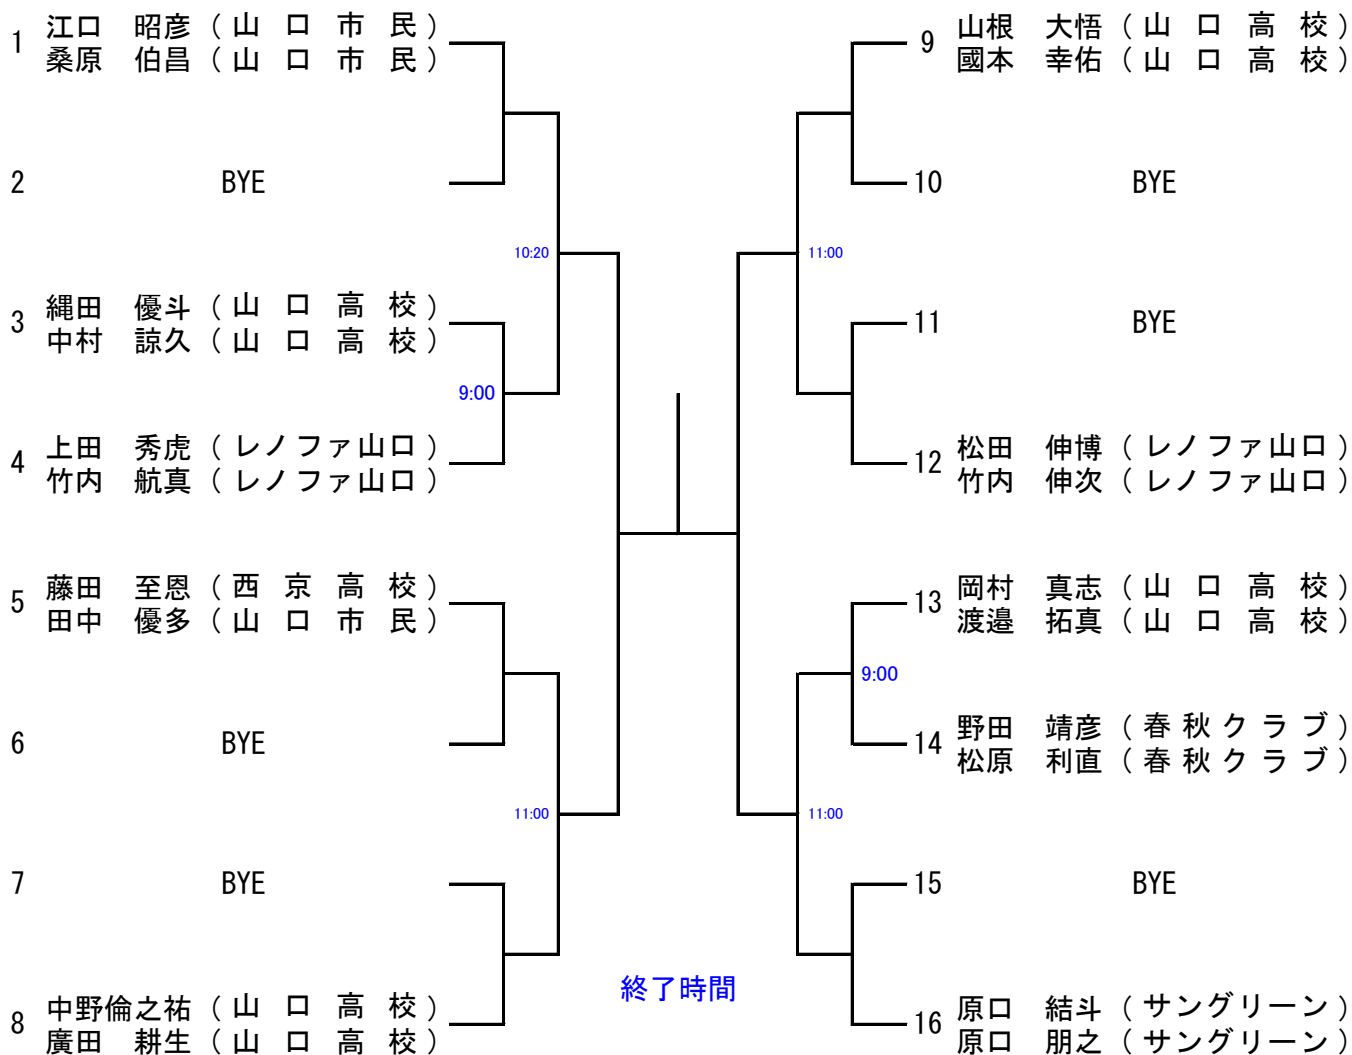 1 江口 昭彦 ( 山 口 市 民 )
桑原 伯昌 ( 山 口 市 民 )
2 BYE
10:20
3 縄田 優斗 ( 山 口 高 校 )
中村 諒久 ( 山 口 高 校 )
9:00
4 上田 秀虎 ( レノファ山口 )
竹内 航真 ( レノファ山口 )
5 藤田 至恩 ( 西 京 高 校 )
田中 優多 ( 山 口 市 民 )
6 BYE
11:00
7 BYE
8 中野倫之祐 ( 山 口 高 校 )
廣田 耕生 ( 山 口 高 校 )
終了時間
9 山根 大悟 ( 山 口 高 校 )
國本 幸佑 ( 山 口 高 校 )
10 BYE
11:00
11 BYE
12 松田 伸博 ( レノファ山口 )
竹内 伸次 ( レノファ山口 )
13 岡村 真志 ( 山 口 高 校 )
渡邉 拓真 ( 山 口 高 校 )
9:00
14 野田 靖彦 ( 春 秋 ク ラ ブ )
松原 利直 ( 春 秋 ク ラ ブ )
11:00
15 BYE
16 原口 結斗 ( サングリーン )
原口 朋之 ( サングリーン )